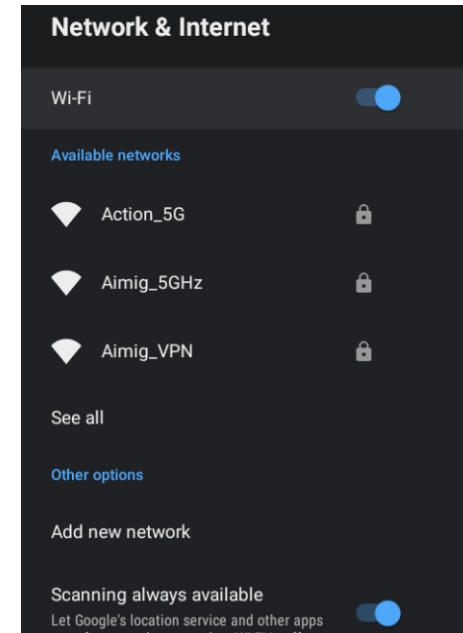 Network & Internet
Wi-Fi
Available networks
Action_5G
Aimig_5GHz
Aimig_VPN
See all
Other options
Add new network
Scanning always available
Let Google's location service and other apps